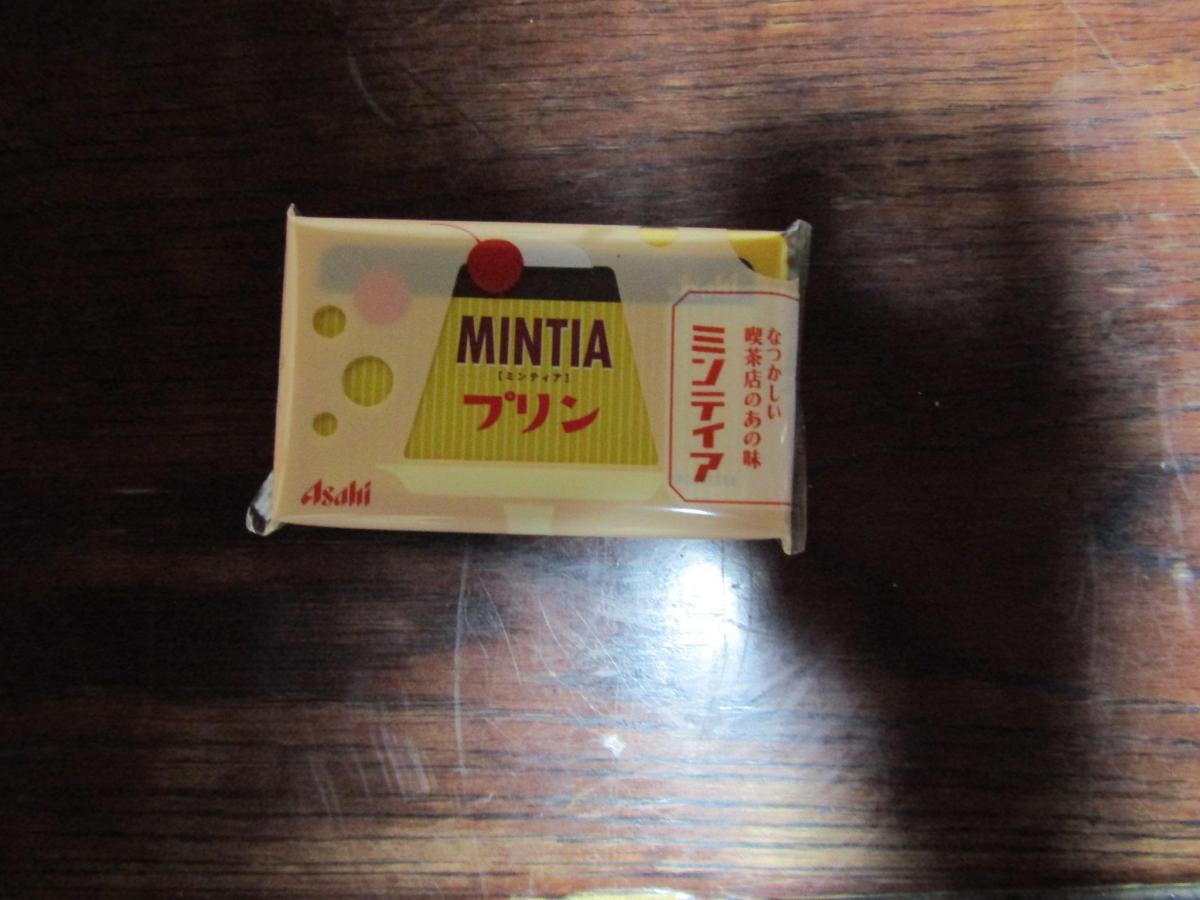 MINTIA
[ミンティア]
プリン
なつかしい
喫茶店のあの味
ミンティア
Asahi